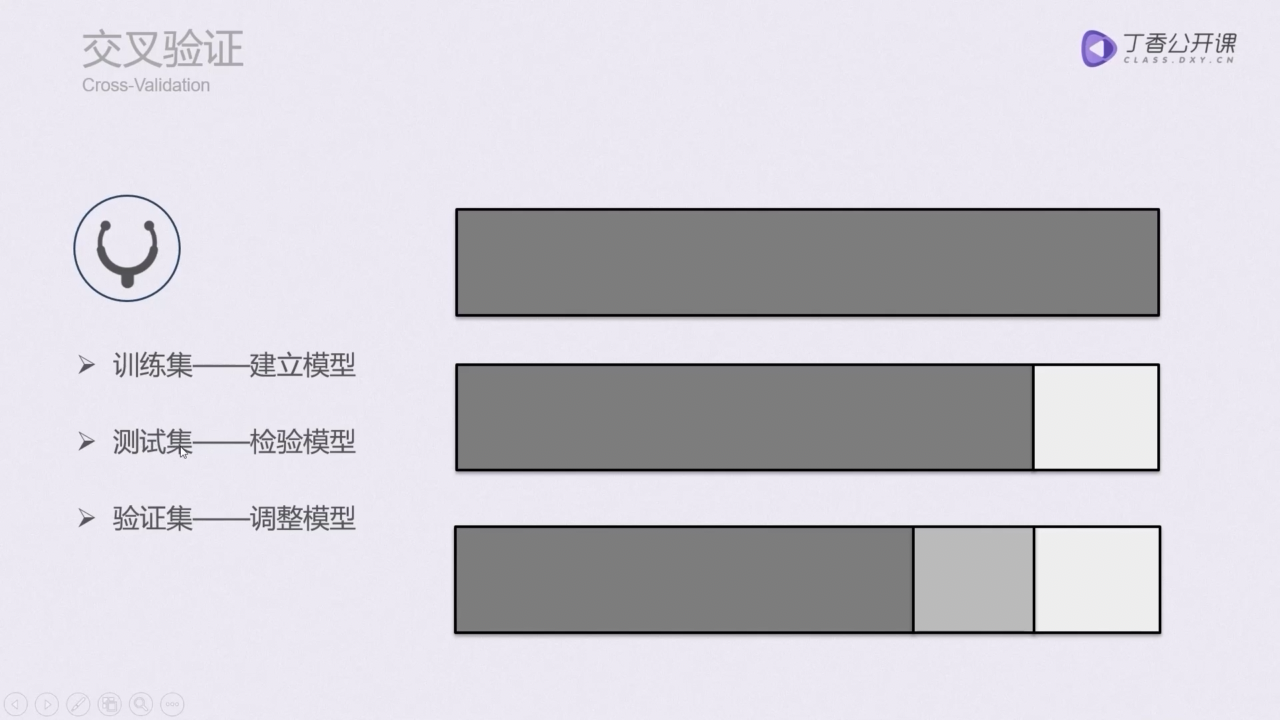 交叉验证
Cross-Validation
丁香公开课
CLASS.DXY.CN
训练集——建立模型
测试集——检验模型
验证集——调整模型